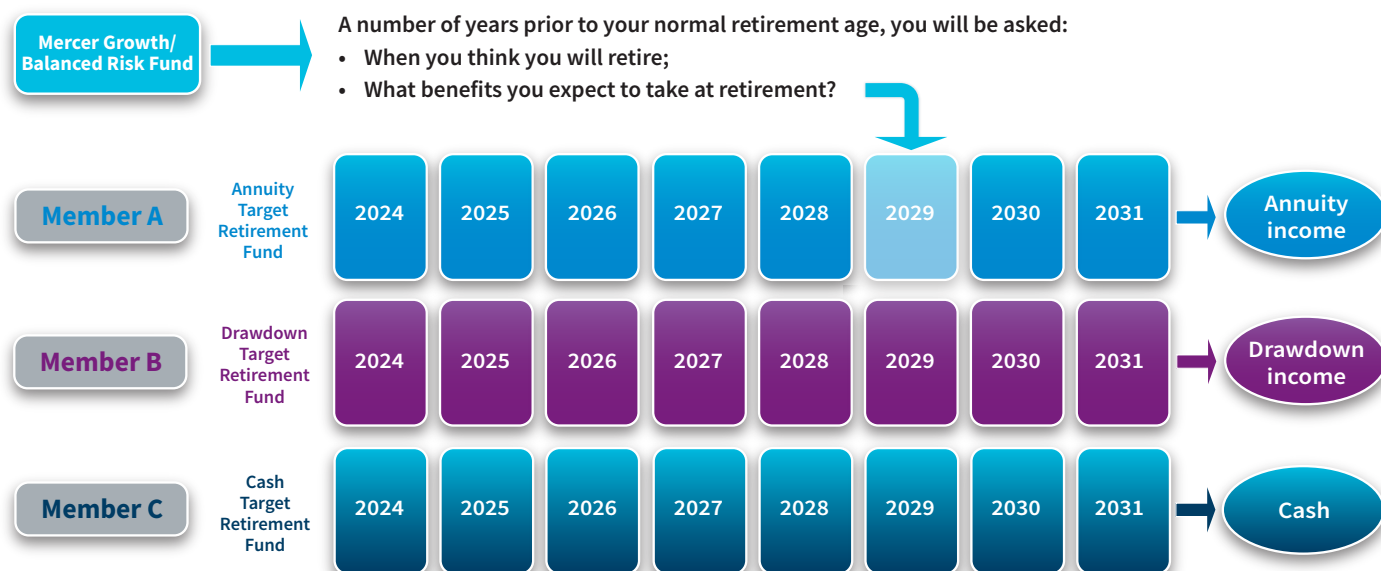 Mercer Growth/
Balanced Risk Fund
A number of years prior to your normal retirement age, you will be asked:
• When you think you will retire;
• What benefits you expect to take at retirement?
Member A
Annuity
Target
Retirement
Fund
2024 2025 2026 2027 2028 2029 2030 2031
Annuity
income
Member B
Drawdown
Target
Retirement
Fund
2024 2025 2026 2027 2028 2029 2030 2031
Drawdown
income
Member C
Cash
Target
Retirement
Fund
2024 2025 2026 2027 2028 2029 2030 2031
Cash